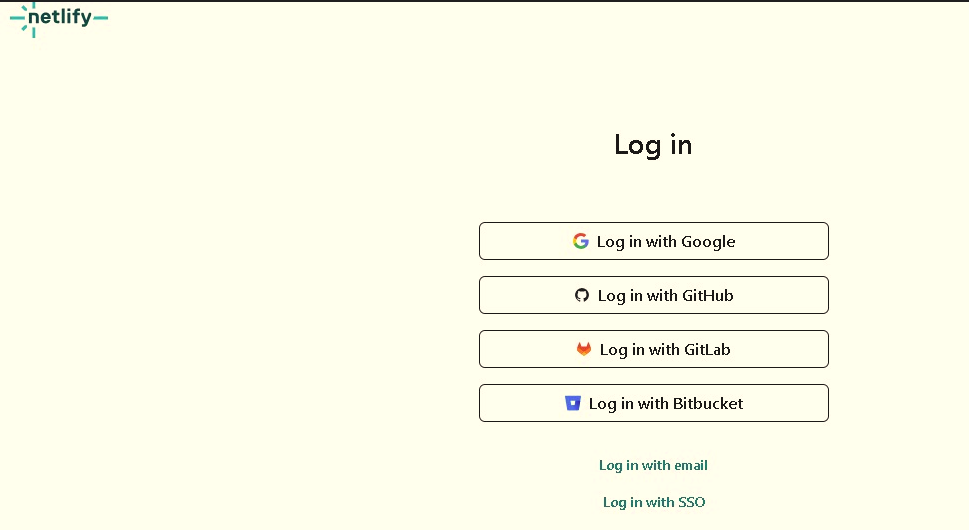 netlify
Log in
Log in with Google
Log in with GitHub
Log in with GitLab
Log in with Bitbucket
Log in with email
Log in with SSO